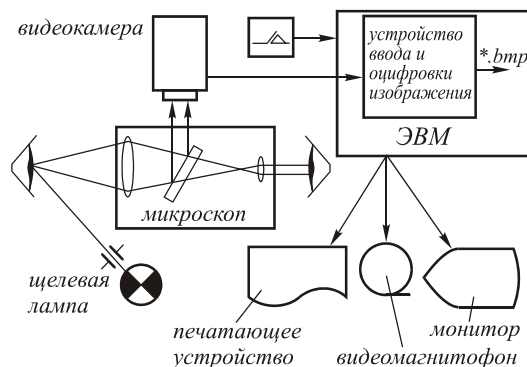 видеокамера
устройство
ввода и
оцифровки
изображения
*.bmp
ЭВМ
микроскоп
щелевая
лампа
печатающее
устройство
видеомагнитофон
монитор